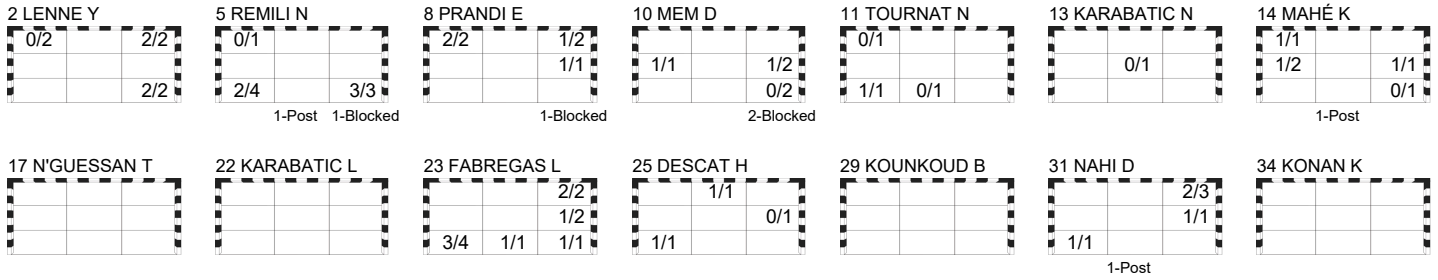 2 LENNE Y 5 REMILI N 8 PRANDI E 10 MEM D 11 TOURNAT N 13 KARABATIC N 14 MAHÉ K
0/2 2/2 0/1 2/2 1/2 0/1 1/1
1/1 1/1 1/2 0/1 1/2 1/1
2/2 2/4 3/3 0/2 1/1 0/1 0/1
1-Post 1-Blocked 1-Blocked 2-Blocked 1-Post
17 N'GUESSAN T 22 KARABATIC L 23 FABREGAS L 25 DESCAT H 29 KOUNKOUD B 31 NAHI D 34 KONAN K
2/2 1/1 2/3
1/2 0/1 1/1
3/4 1/1 1/1 1/1 1/1
1-Post